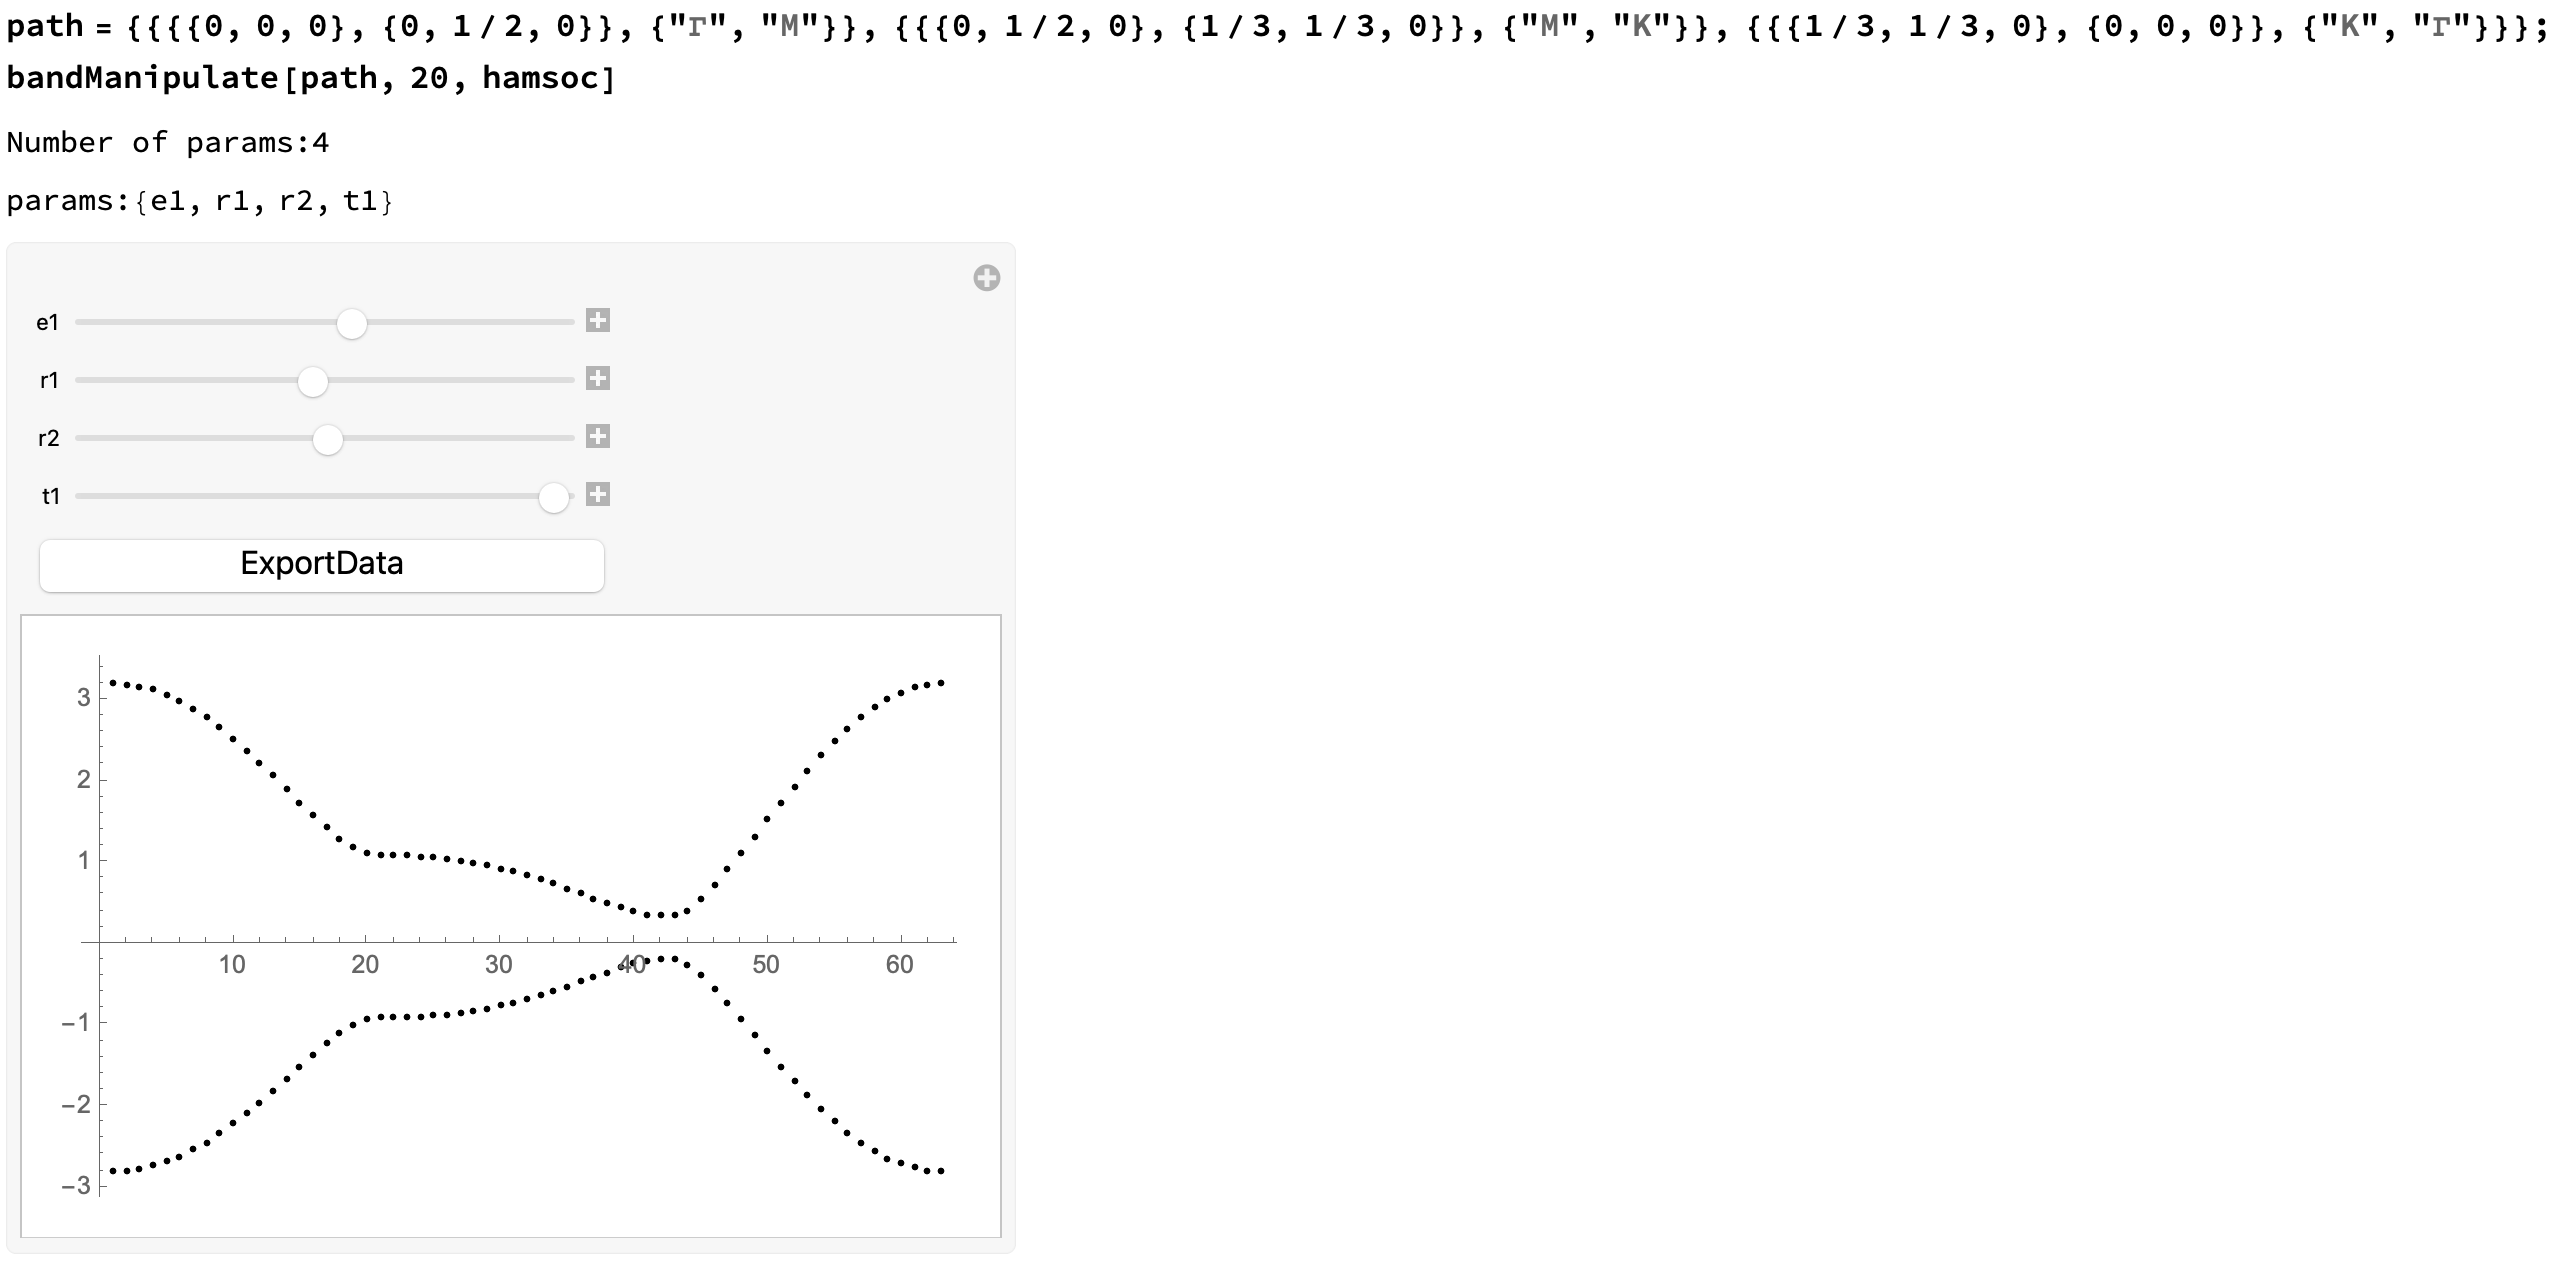 path = {{{{{0, 0, 0}, {0, 1/2, 0}}, {"Γ", "M"}}, {{{0, 1/2, 0}, {1/3, 1/3, 0}}, {"M", "K"}}, {{{1/3, 1/3, 0}, {0, 0, 0}}, {"K", "Γ"}}};
bandManipulate[path, 20, hamsoc]
Number of params:4
params:{e1, r1, r2, t1}
e1
r1
r2
t1
ExportData
3
2
1
10 20 30 40 50 60
-1
-2
-3